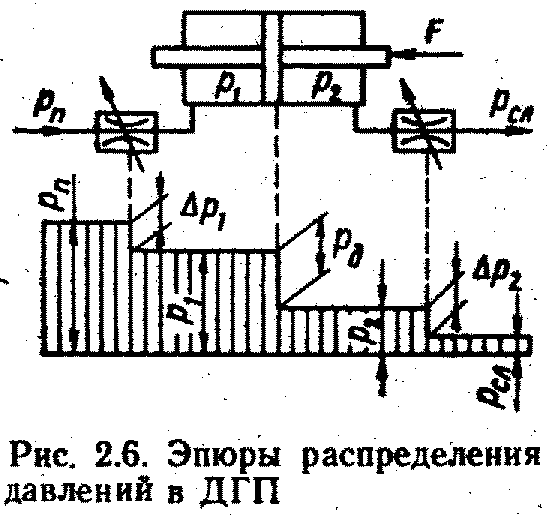 F
p₁ p₂
pп pсл
pп Δp₁ p₁ pд p₂ Δp₂ pсл
Рис. 2.6. Эпюры распределения
давлений в ДГП